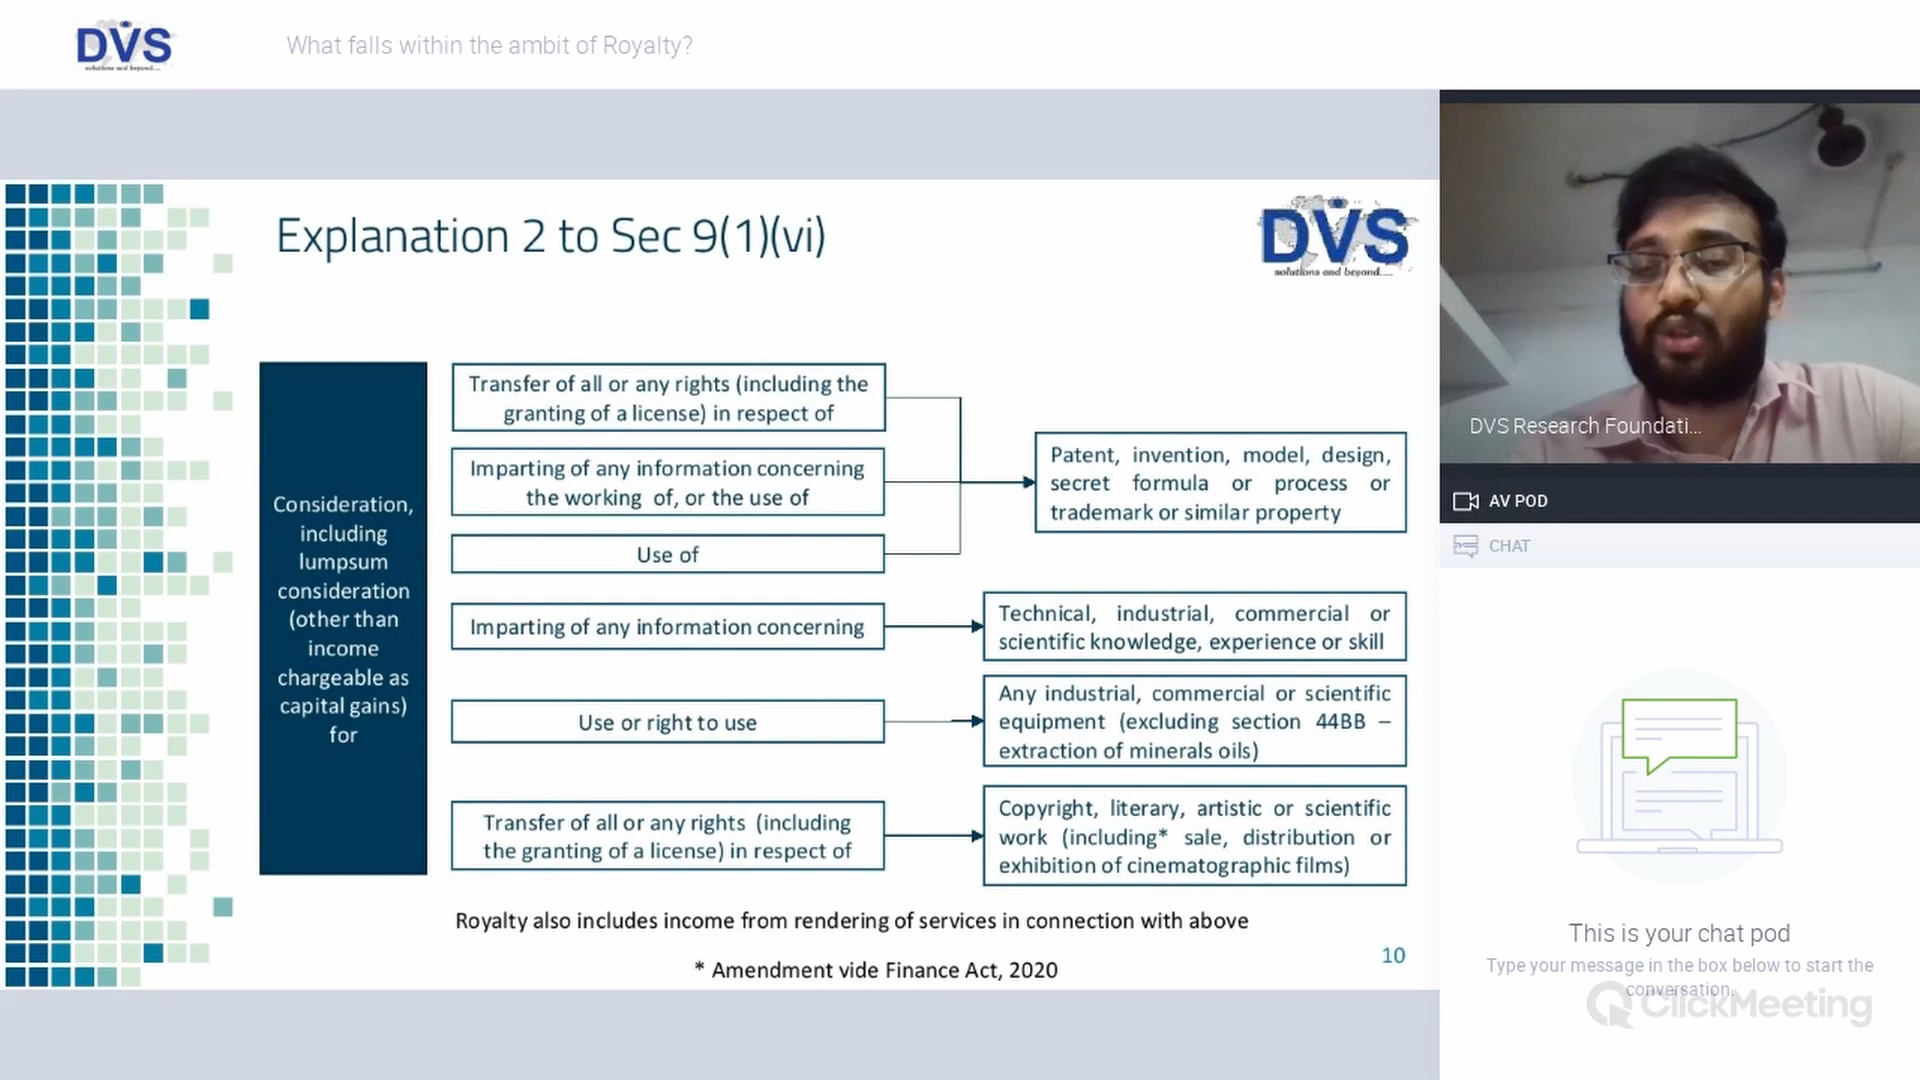 DVS
solutions and beyond....
What falls within the ambit of Royalty?
Explanation 2 to Sec 9(1)(vi)
DVS
solutions and beyond....
Consideration,
including
lumpsum
consideration
(other than
income
chargeable as
capital gains)
for
Transfer of all or any rights (including the
granting of a license) in respect of
Imparting of any information concerning
the working of, or the use of
Use of
Patent, invention, model, design,
secret formula or process or
trademark or similar property
Imparting of any information concerning
Technical, industrial, commercial or
scientific knowledge, experience or skill
Use or right to use
Any industrial, commercial or scientific
equipment (excluding section 44BB –
extraction of minerals oils)
Transfer of all or any rights (including
the granting of a license) in respect of
Copyright, literary, artistic or scientific
work (including* sale, distribution or
exhibition of cinematographic films)
Royalty also includes income from rendering of services in connection with above
* Amendment vide Finance Act, 2020
10
DVS Research Foundati...
AV POD
CHAT
This is your chat pod
Type your message in the box below to start the
conversation.
ClickMeeting